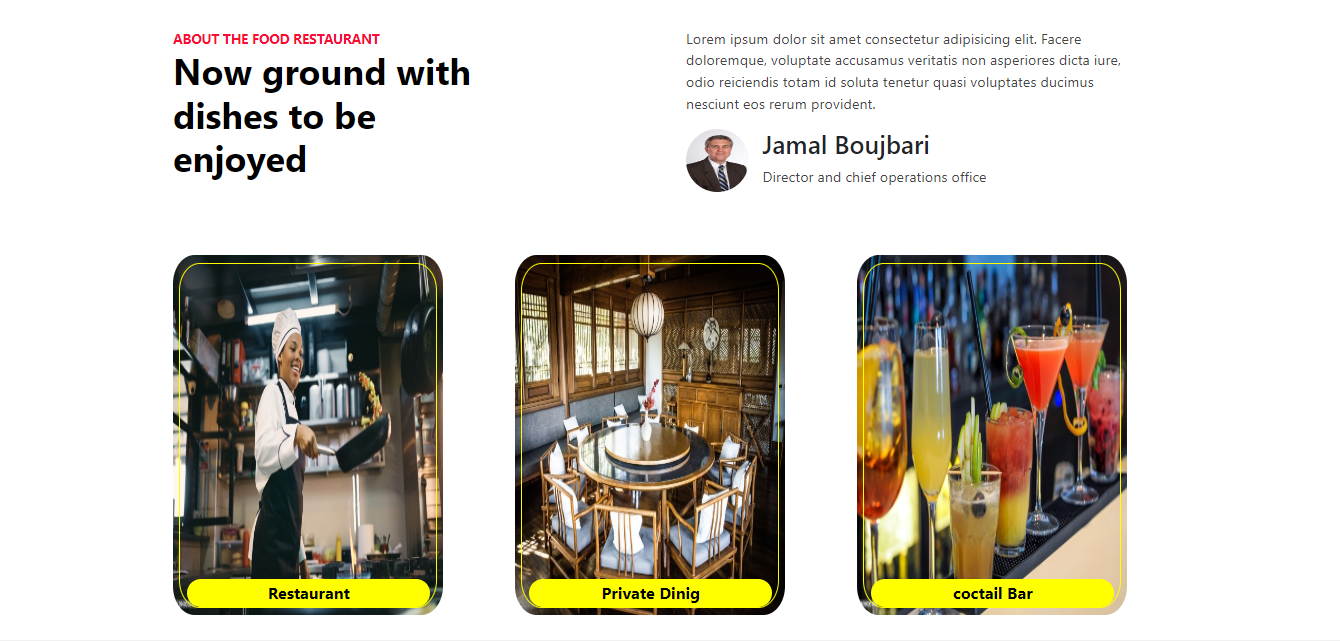 ABOUT THE FOOD RESTAURANT
Now ground with
dishes to be
enjoyed
Lorem ipsum dolor sit amet consectetur adipisicing elit. Facere
doloremque, voluptate accusamus veritatis non asperiores dicta iure,
odio reiciendis totam id soluta tenetur quasi voluptates ducimus
nesciunt eos rerum provident.
Jamal Boujbari
Director and chief operations office
Restaurant
Private Dinig
coctail Bar